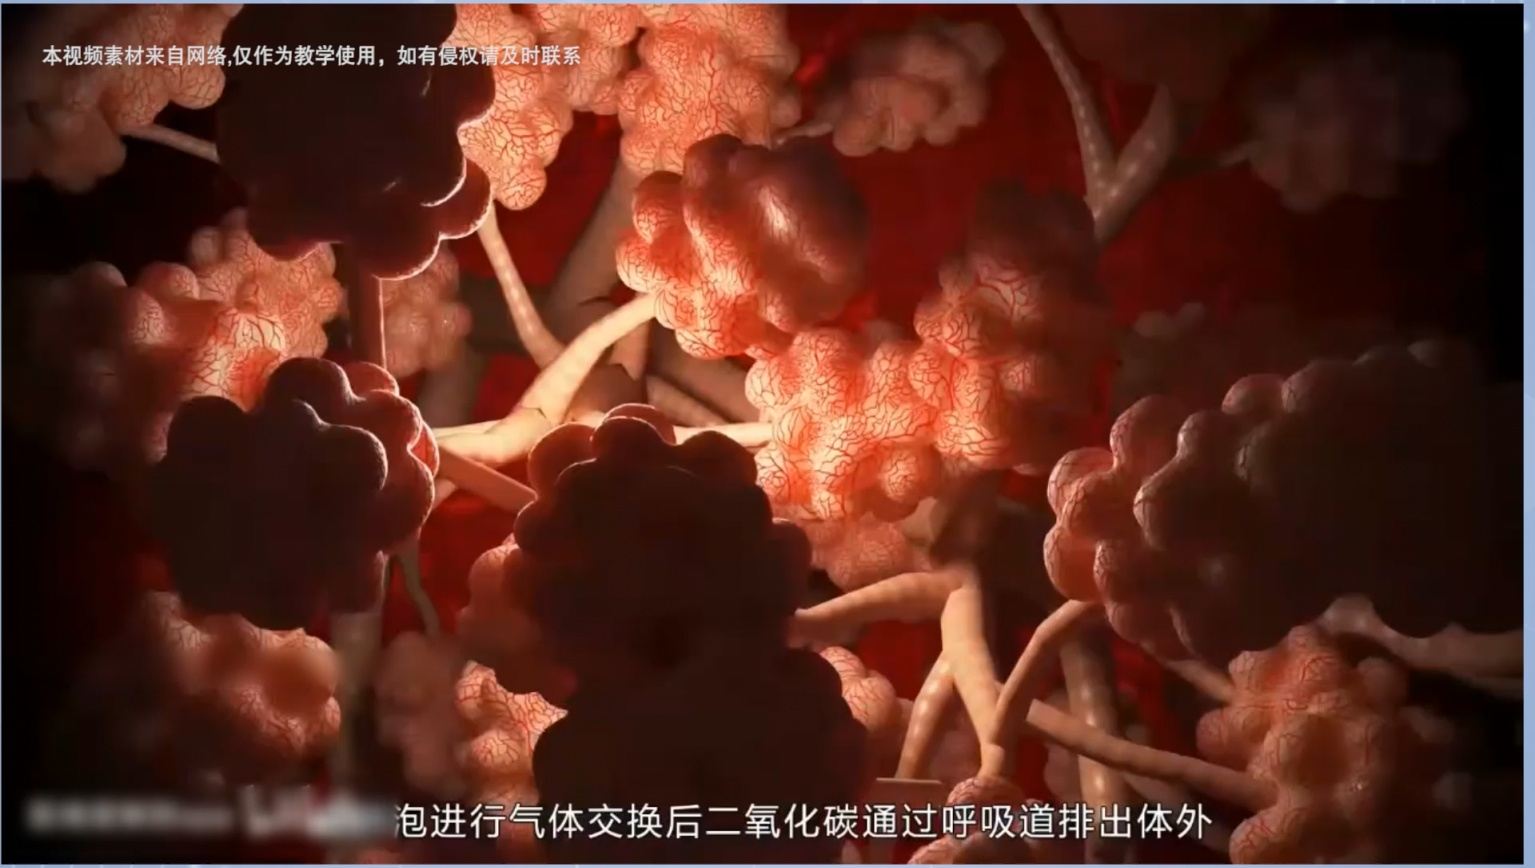 本视频素材来自网络,仅作为教学使用，如有侵权请及时联系
泡进行气体交换后二氧化碳通过呼吸道排出体外